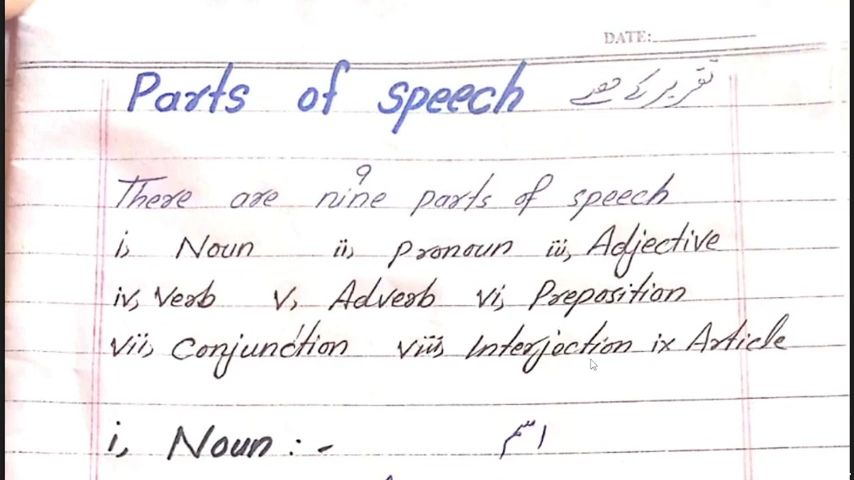 DATE:
Parts of speech تقریر کے حصے
9
There are nine parts of speech
i, Noun ii, Pronoun iii, Adjective
iv, Verb v, Adverb vi, Preposition
vii, Conjunction viii, Interjection ix Article
i, Noun :- اسم